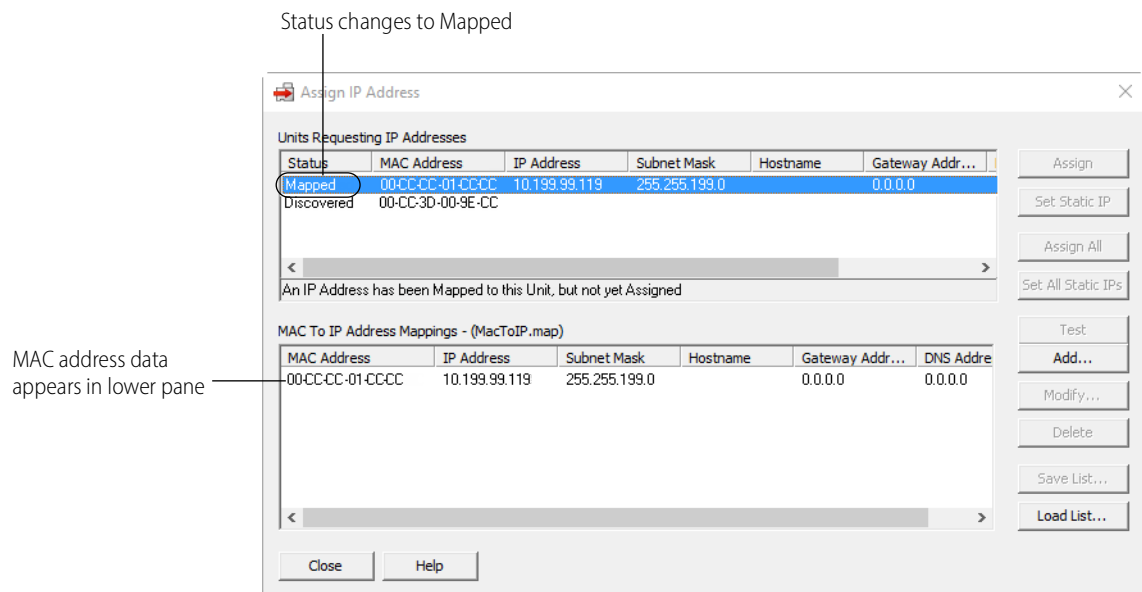 Status changes to Mapped
Assign IP Address
Units Requesting IP Addresses
Status MAC Address IP Address Subnet Mask Hostname Gateway Addr...
Mapped 00-CC-CC-01-CC-CC 10.199.99.119 255.255.199.0 0.0.0.0
Discovered 00-CC-3D-00-9E-CC
An IP Address has been Mapped to this Unit, but not yet Assigned
Assign
Set Static IP
Assign All
Set All Static IPs
MAC To IP Address Mappings - (MacToIP.map)
MAC Address IP Address Subnet Mask Hostname Gateway Addr... DNS Addre
00-CC-CC-01-CC-CC 10.199.99.119 255.255.199.0 0.0.0.0 0.0.0.0
Test
Add...
Modify...
Delete
Save List...
Load List...
MAC address data
appears in lower pane
Close Help